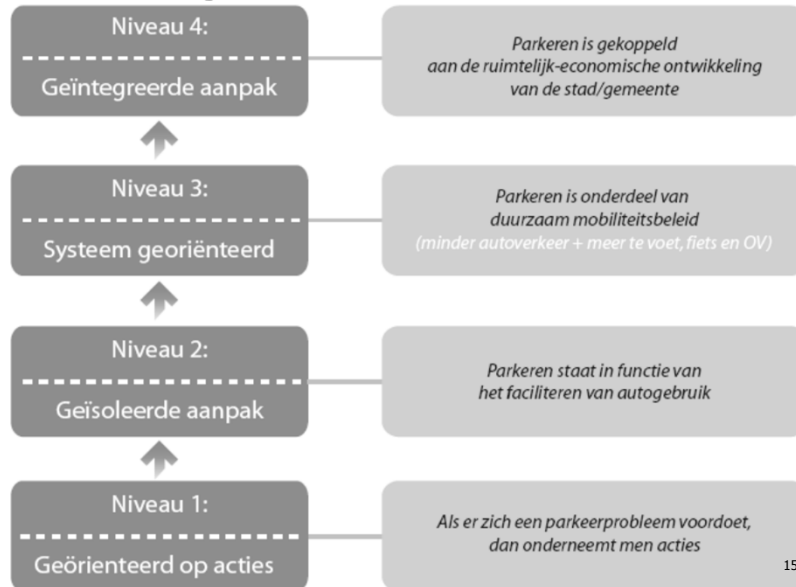 Niveau 4:
Geïntegreerde aanpak
Parkeren is gekoppeld
aan de ruimtelijk-economische ontwikkeling
van de stad/gemeente
Niveau 3:
Systeem georiënteerd
Parkeren is onderdeel van
duurzaam mobiliteitsbeleid
(minder autoverkeer + meer te voet, fiets en OV)
Niveau 2:
Geïsoleerde aanpak
Parkeren staat in functie van
het faciliteren van autogebruik
Niveau 1:
Geörienteerd op acties
Als er zich een parkeerprobleem voordoet,
dan onderneemt men acties
15